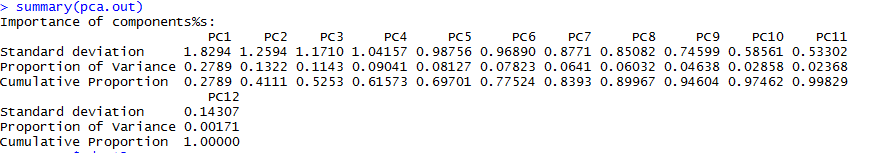 > summary(pca.out)
Importance of components%s:
                          PC1    PC2    PC3     PC4     PC5     PC6    PC7     PC8     PC9    PC10    PC11
Standard deviation     1.8294 1.2594 1.1710 1.04157 0.98756 0.96890 0.8771 0.85082 0.74599 0.58561 0.53302
Proportion of Variance 0.2789 0.1322 0.1143 0.09041 0.08127 0.07823 0.0641 0.06032 0.04638 0.02858 0.02368
Cumulative Proportion  0.2789 0.4111 0.5253 0.61573 0.69701 0.77524 0.8393 0.89967 0.94604 0.97462 0.99829
                          PC12
Standard deviation     0.14307
Proportion of Variance 0.00171
Cumulative Proportion  1.00000